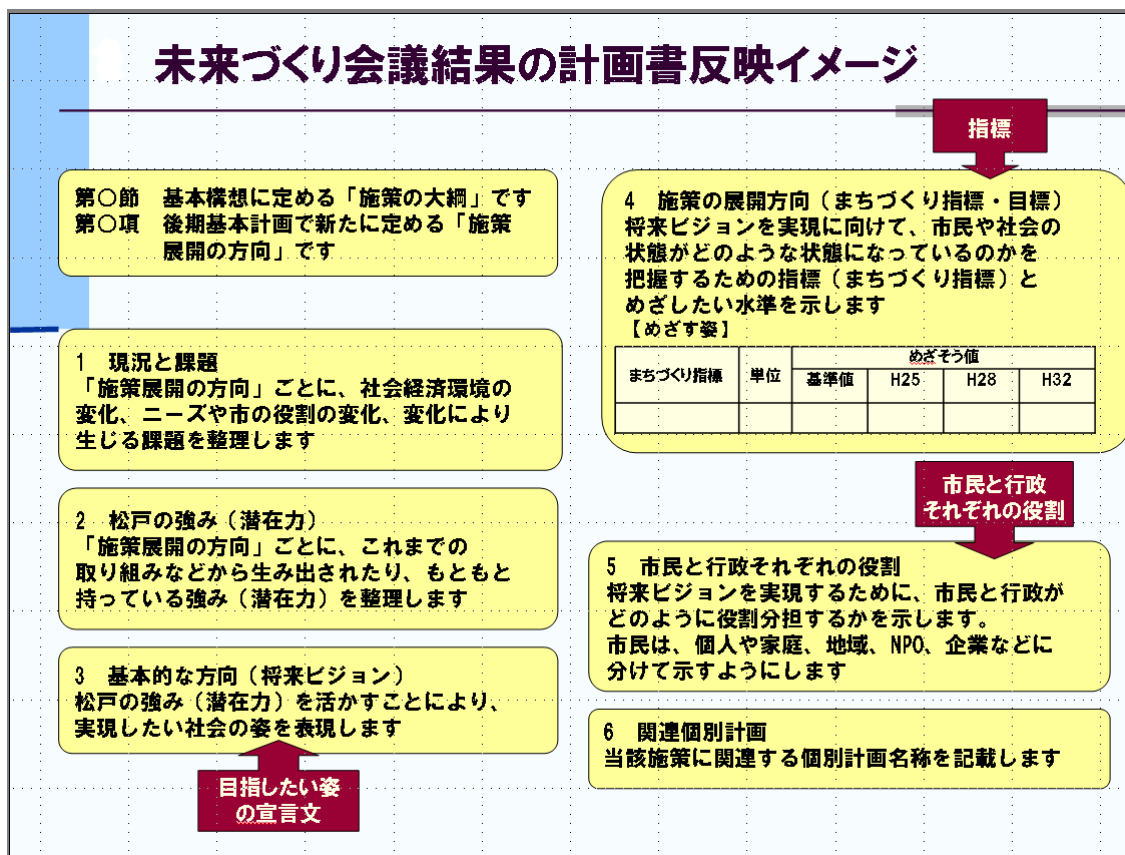 未来づくり会議結果の計画書反映イメージ
第○節　基本構想に定める「施策の大綱」です
第○項　後期基本計画で新たに定める「施策
展開の方向」です
1　現況と課題
「施策展開の方向」ごとに、社会経済環境の
変化、ニーズや市の役割の変化、変化により
生じる課題を整理します
2　松戸の強み（潜在力）
「施策展開の方向」ごとに、これまでの
取り組みなどから生み出されたり、もともと
持っている強み（潜在力）を整理します
3　基本的な方向（将来ビジョン）
松戸の強み（潜在力）を活かすことにより、
実現したい社会の姿を表現します
目指したい姿
の宣言文
指標
4　施策の展開方向（まちづくり指標・目標）
将来ビジョンを実現に向けて、市民や社会の
状態がどのような状態になっているのかを
把握するための指標（まちづくり指標）と
めざしたい水準を示します
【めざす姿】
まちづくり指標　単位　めざそう値
基準値　H25　H28　H32
市民と行政
それぞれの役割
5　市民と行政それぞれの役割
将来ビジョンを実現するために、市民と行政が
どのように役割分担するかを示します。
市民は、個人や家庭、地域、NPO、企業などに
分けて示すようにします
6　関連個別計画
当該施策に関連する個別計画名称を記載します